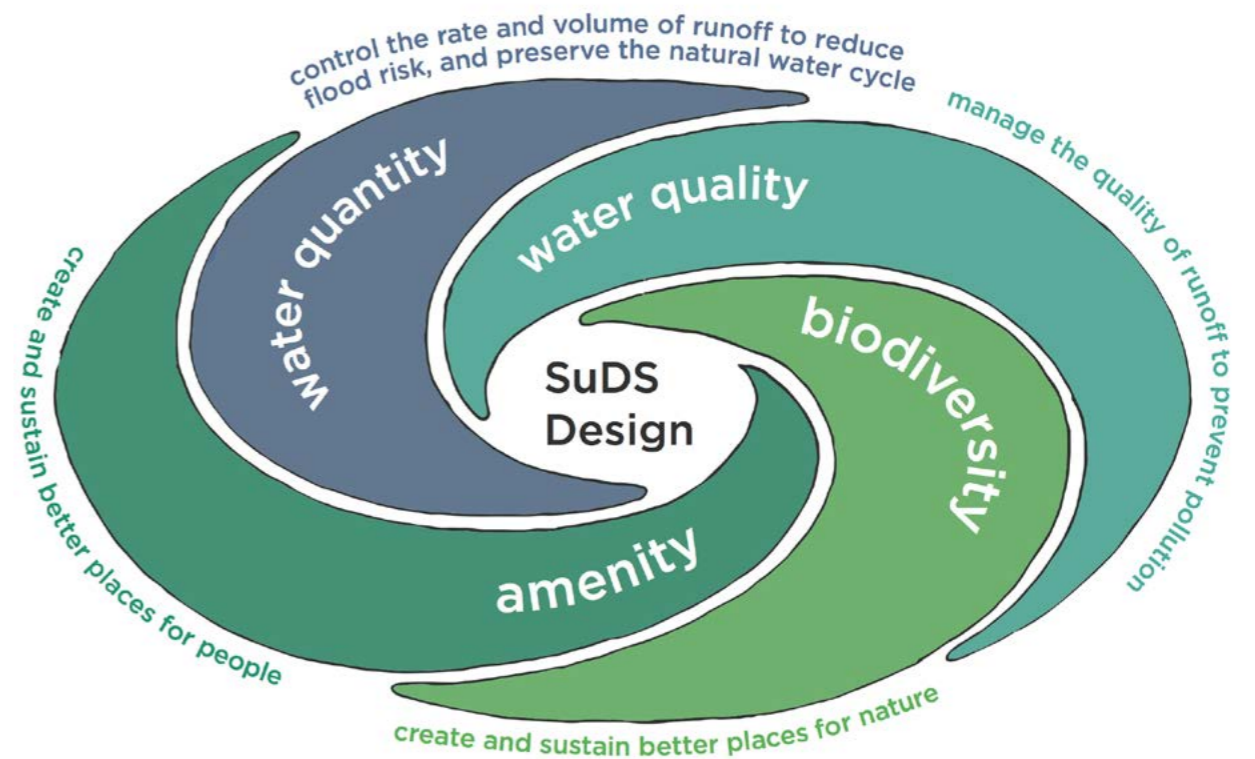 control the rate and volume of runoff to reduce
flood risk, and preserve the natural water cycle
manage the quality of runoff to prevent pollution
water quantity
water quality
biodiversity
SuDS
Design
amenity
create and sustain better places for people
create and sustain better places for nature